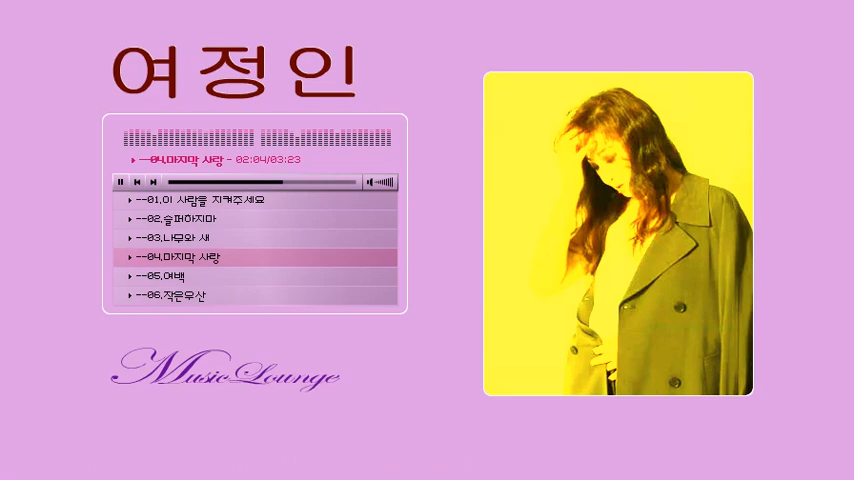 여정인
--04.마지막 사랑 - 02:04/03:23
--01.이 사람을 지켜주세요
--02.슬퍼하지마
--03.나무와 새
--04.마지막 사랑
--05.여백
--06.작은우산
Music Lounge